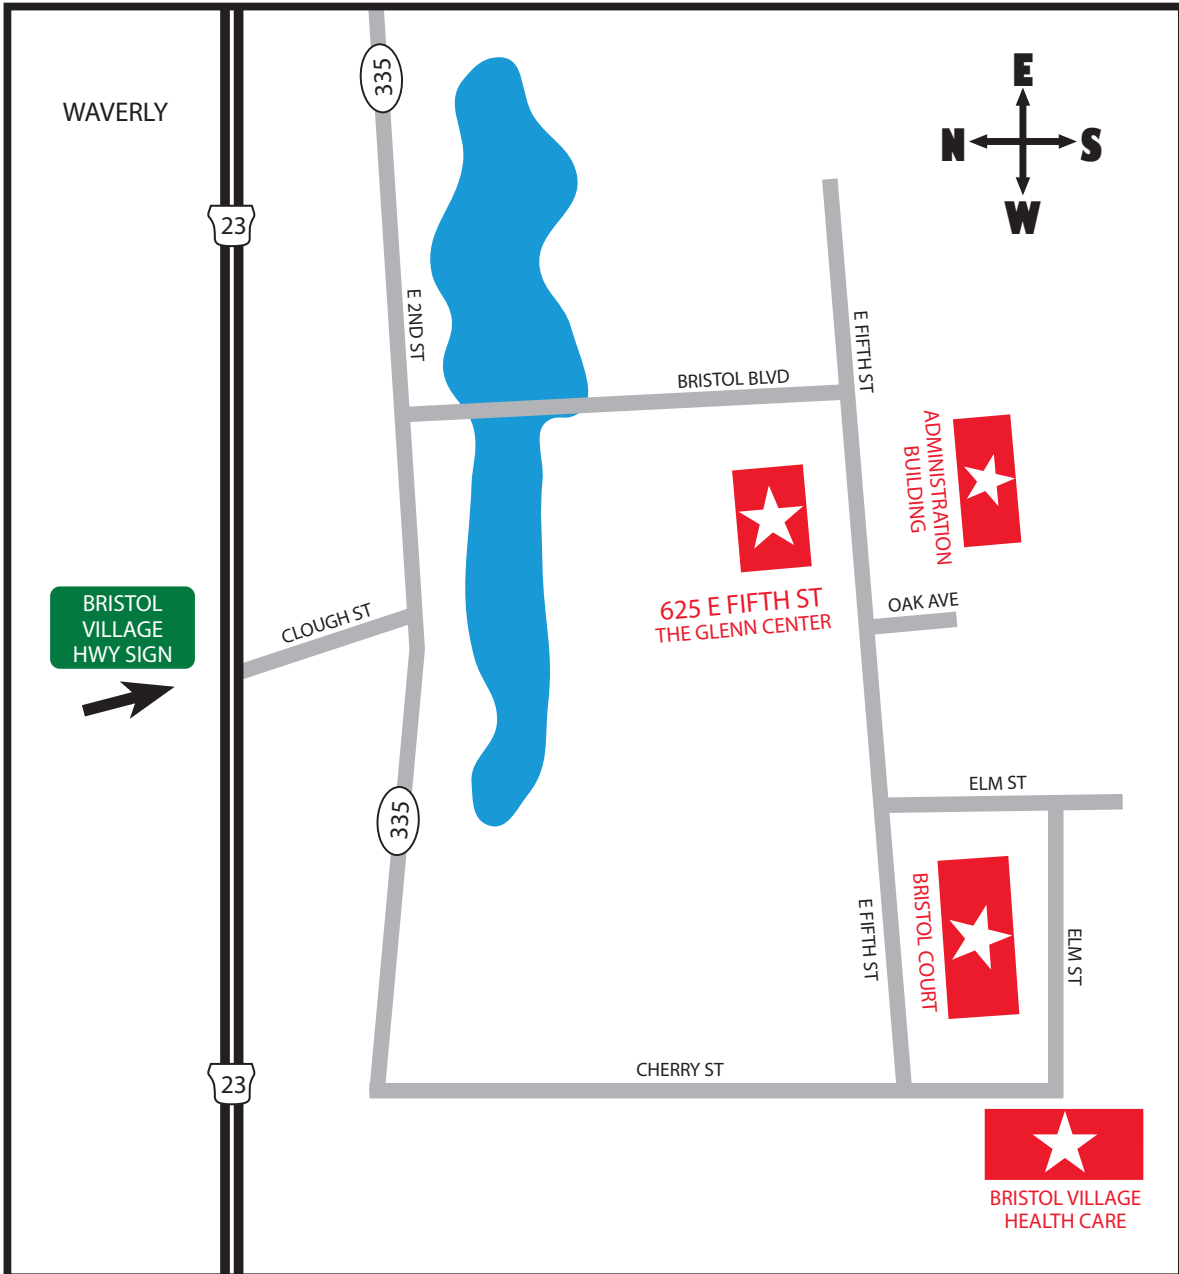 WAVERLY
23
335
E
N
S
W
E 2ND ST
E FIFTH ST
BRISTOL BLVD
ADMINISTRATION
BUILDING
625 E FIFTH ST
THE GLENN CENTER
OAK AVE
BRISTOL
VILLAGE
HWY SIGN
CLOUGH ST
335
ELM ST
E FIFTH ST
BRISTOL COURT
ELM ST
23
CHERRY ST
BRISTOL VILLAGE
HEALTH CARE